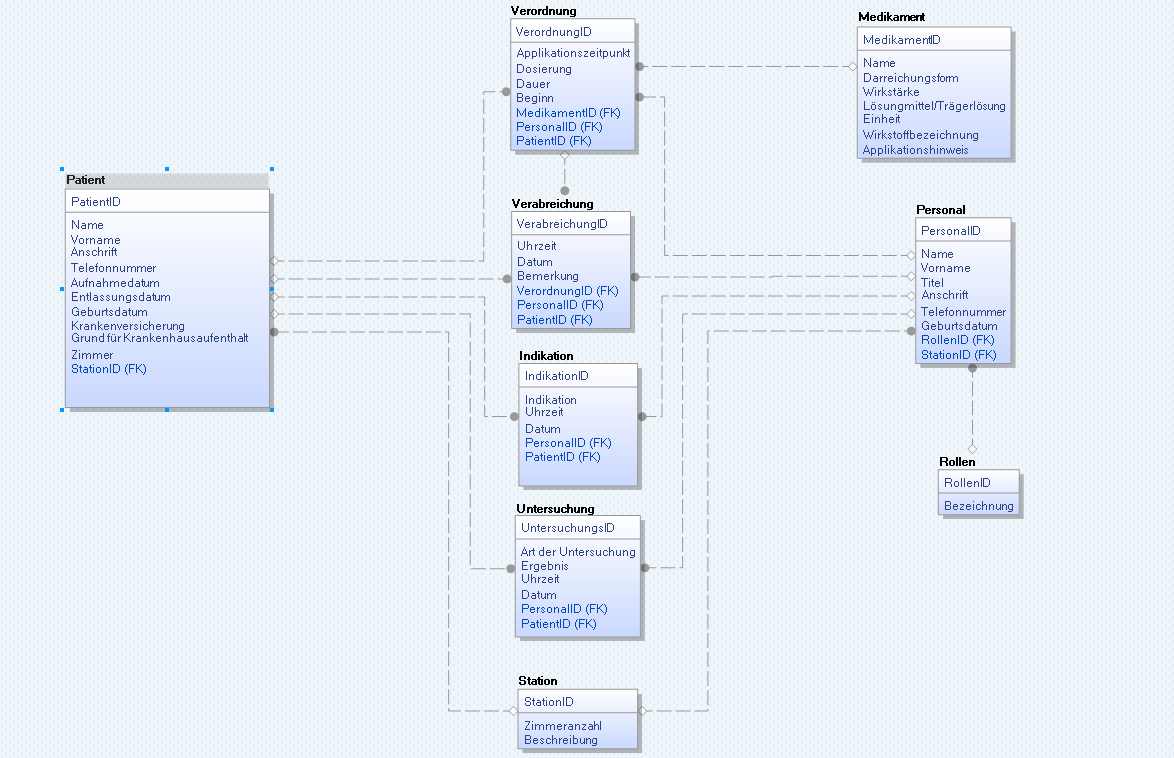 Verordnung
VerordnungID
Applikationszeitpunkt
Dosierung
Dauer
Beginn
MedikamentID (FK)
PersonalID (FK)
PatientID (FK)
Medikament
MedikamentID
Name
Darreichungsform
Wirkstärke
Lösungmittel/Trägerlösung
Einheit
Wirkstoffbezeichnung
Applikationshinweis
Patient
PatientID
Name
Vorname
Anschrift
Telefonnummer
Aufnahmedatum
Entlassungsdatum
Geburtsdatum
Krankenversicherung
Grund für Krankenhausaufenthalt
Zimmer
StationID (FK)
Verabreichung
VerabreichungID
Uhrzeit
Datum
Bemerkung
VerordnungID (FK)
PersonalID (FK)
PatientID (FK)
Personal
PersonalID
Name
Vorname
Titel
Anschrift
Telefonnummer
Geburtsdatum
RollenID (FK)
StationID (FK)
Indikation
IndikationID
Indikation
Uhrzeit
Datum
PersonalID (FK)
PatientID (FK)
Rollen
RollenID
Bezeichnung
Untersuchung
UntersuchungsID
Art der Untersuchung
Ergebnis
Uhrzeit
Datum
PersonalID (FK)
PatientID (FK)
Station
StationID
Zimmeranzahl
Beschreibung